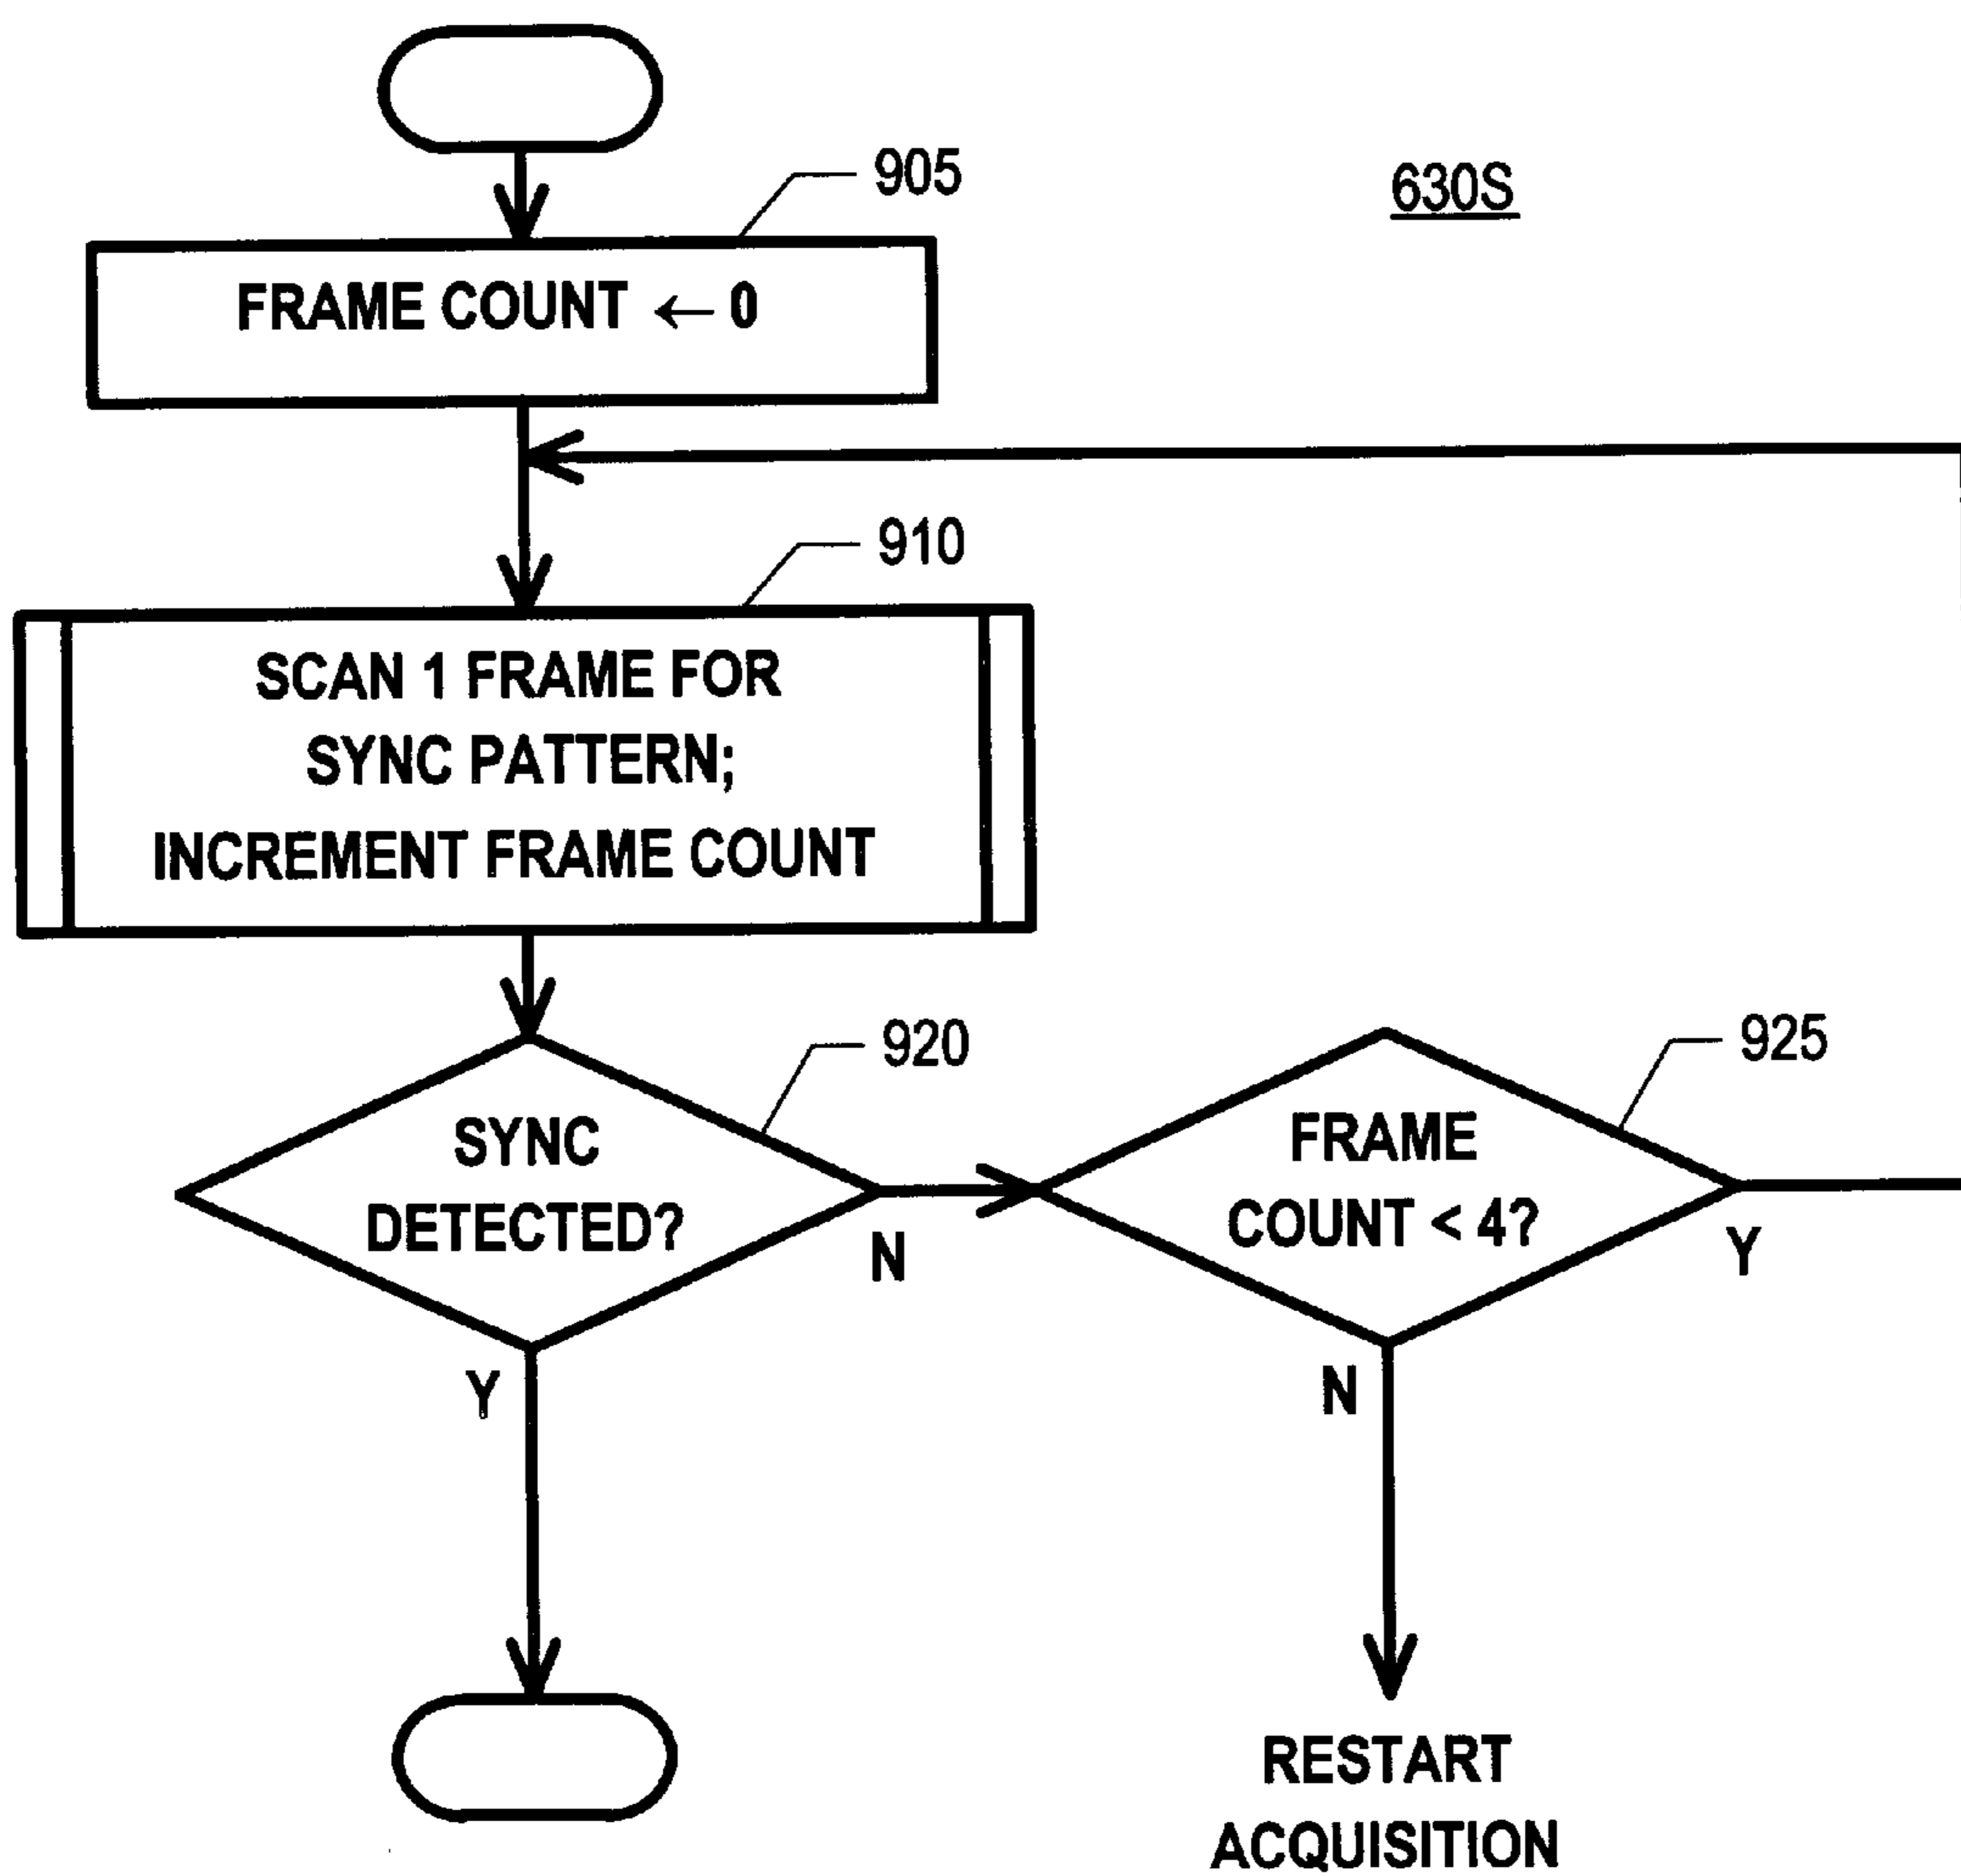 905
630S
FRAME COUNT ← 0
910
SCAN 1 FRAME FOR
SYNC PATTERN;
INCREMENT FRAME COUNT
920
925
SYNC
DETECTED?
N
Y
FRAME
COUNT < 4?
Y
N
RESTART
ACQUISITION